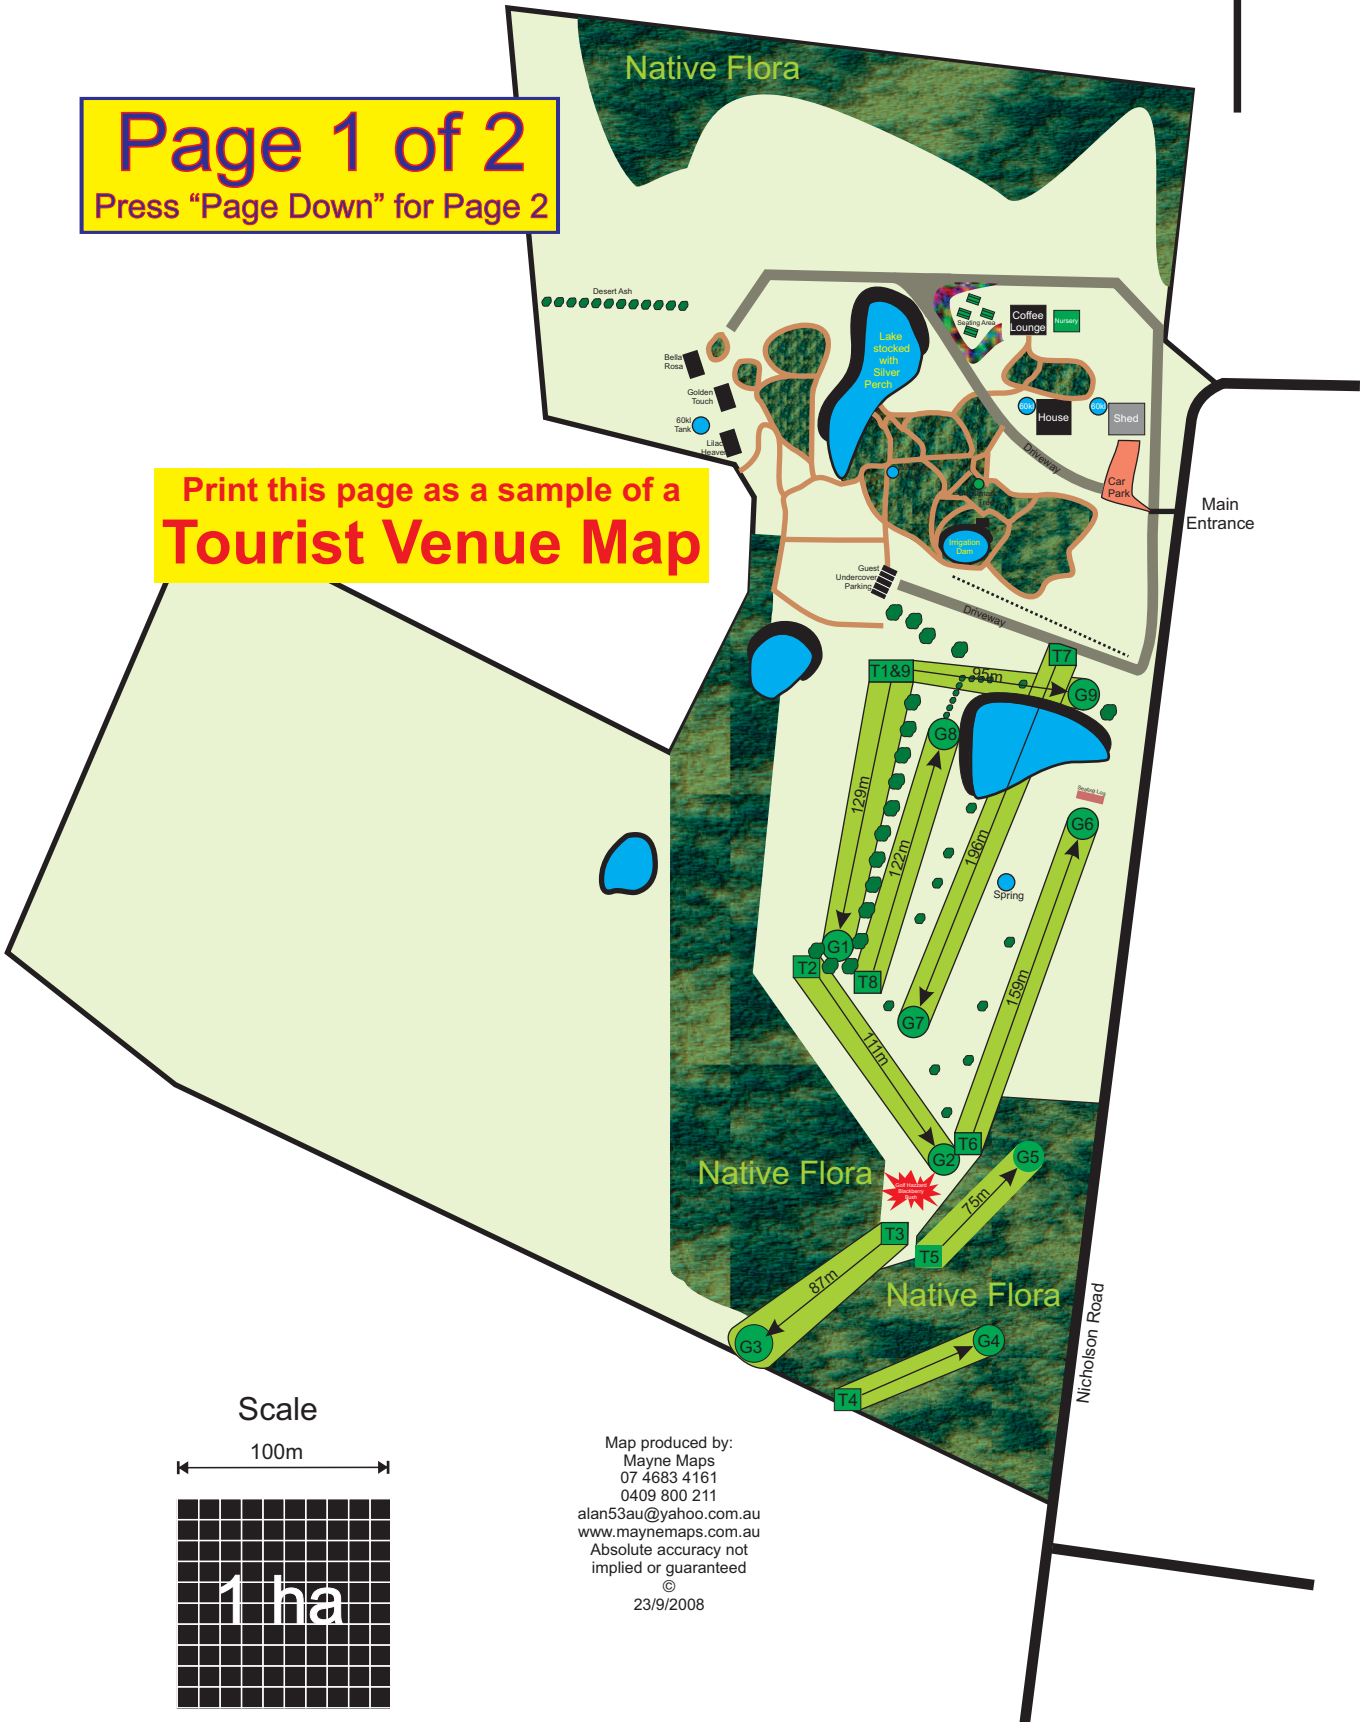 Native Flora
Page 1 of 2
Press “Page Down” for Page 2
Desert Ash
Seating Area
Coffee
Lounge
Nursery
Lake
stocked
with
Silver
Perch
Bella
Rosa
Golden
Touch
60kl
Tank
Lilac
Heaven
60kl
House
60kl
Shed
Driveway
Car
Park
Main
Entrance
Print this page as a sample of a
Tourist Venue Map
Tree
Irrigation
Dam
Guest
Undercover
Parking
Driveway
T7
T1&9
95m
G9
G8
Seating Log
129m
G6
122m
196m
Spring
G1
T2
T8
159m
G7
111m
T6
G2
G5
Native Flora
Golf Hazzard
Blackberry
Bush
75m
T3
T5
87m
Native Flora
G3
G4
T4
Nicholson Road
Scale
100m
1 ha
Map produced by:
Mayne Maps
07 4683 4161
0409 800 211
alan53au@yahoo.com.au
www.maynemaps.com.au
Absolute accuracy not
implied or guaranteed
©
23/9/2008